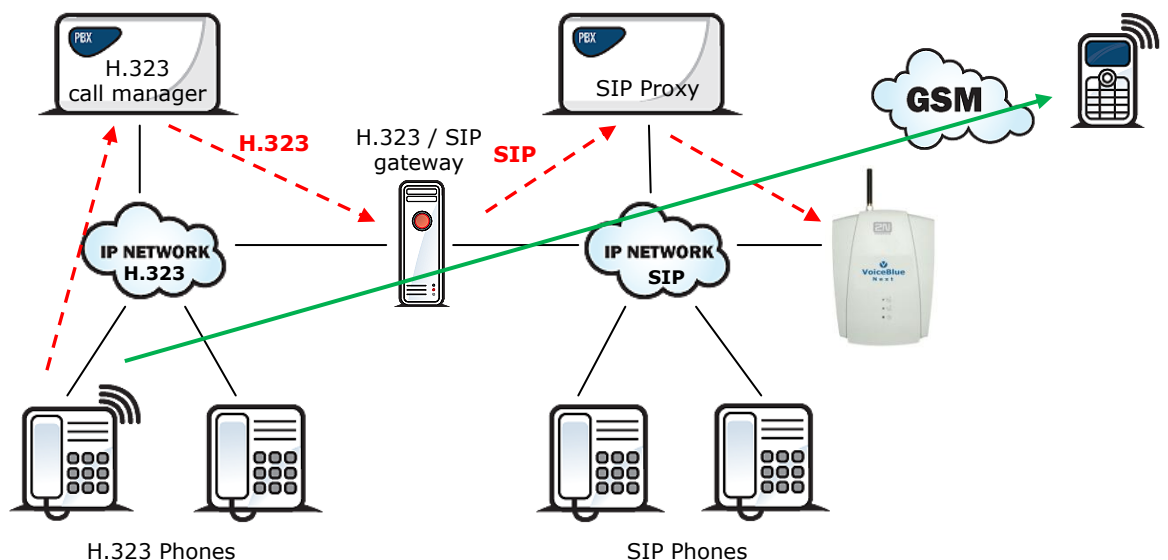 PBX
H.323
call manager
PBX
SIP Proxy
GSM
H.323
H.323 / SIP
gateway
SIP
IP NETWORK
H.323
IP NETWORK
SIP
2N
VoiceBlue
Next
H.323 Phones
SIP Phones